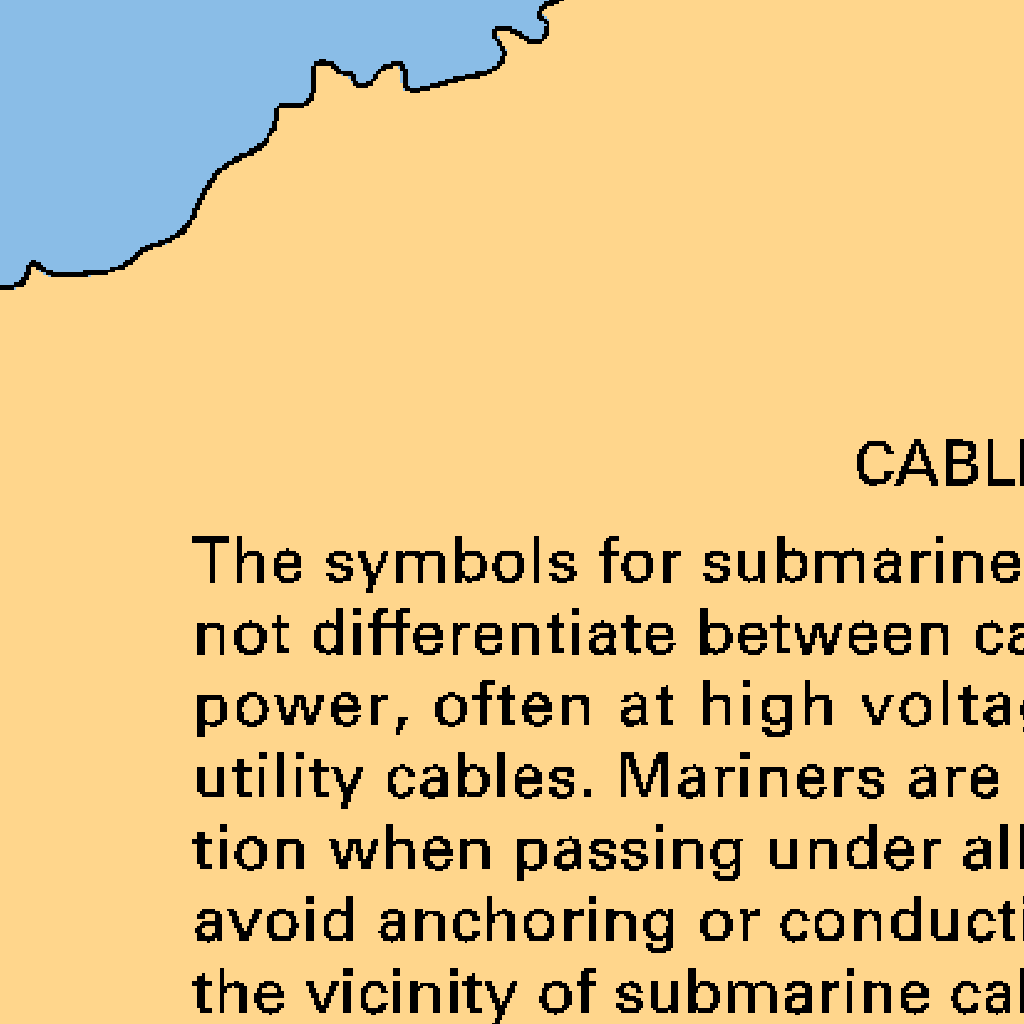 CABL
The symbols for submarine
not differentiate between ca
power, often at high volta
utility cables. Mariners are
tion when passing under all
avoid anchoring or conducti
the vicinity of submarine cal